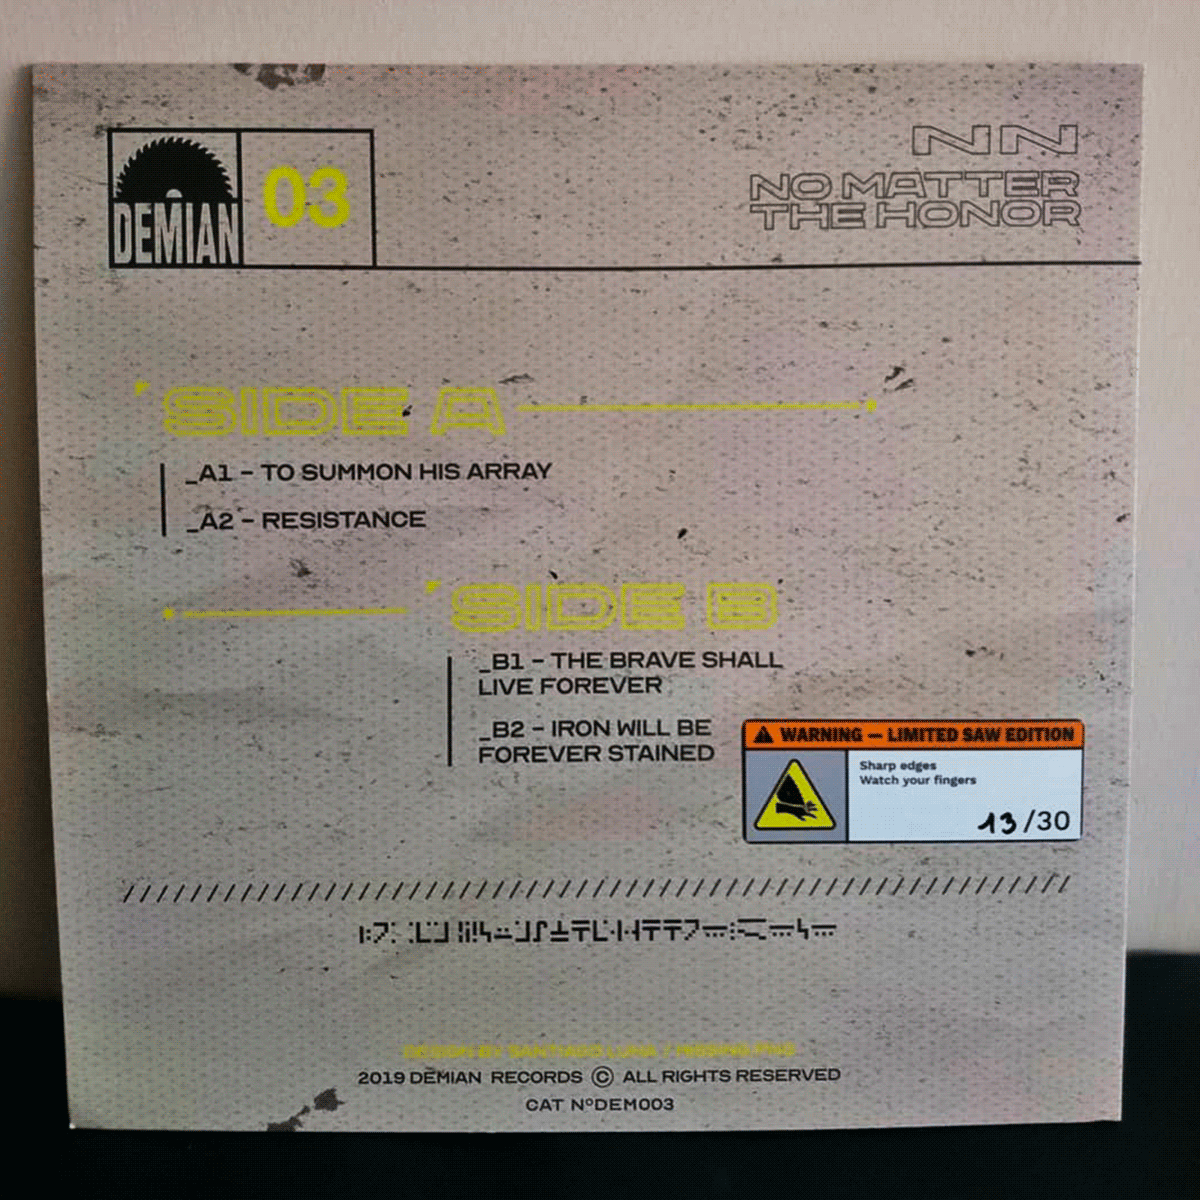 DEMIAN
03
NN
NO MATTER
THE HONOR
SIDE A
_A1 – TO SUMMON HIS ARRAY
_A2 – RESISTANCE
SIDE B
_B1 – THE BRAVE SHALL
LIVE FOREVER
_B2 – IRON WILL BE
FOREVER STAINED
WARNING — LIMITED SAW EDITION
Sharp edges
Watch your fingers
13/30
DESIGN BY SANTIAGO LUNA / MISSING.PNG
2019 DEMIAN RECORDS © ALL RIGHTS RESERVED
CAT NºDEM003